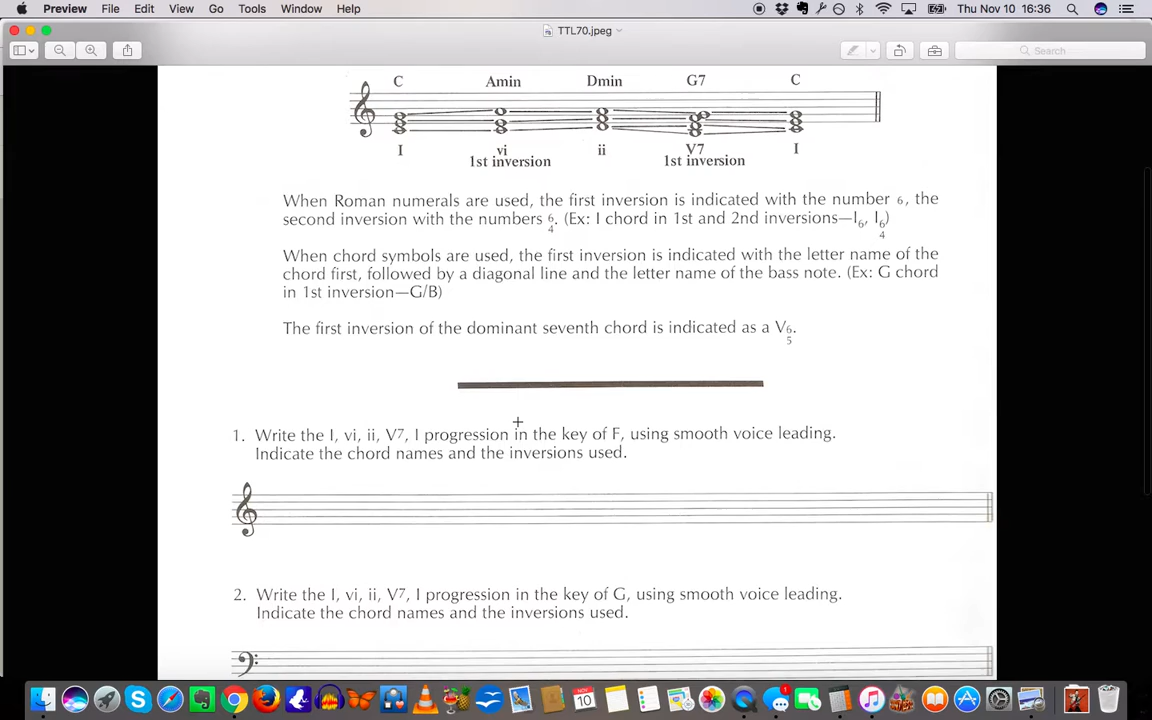 Preview File Edit View Go Tools Window Help Thu Nov 10 16:36
TTL70.jpeg
Search
C Amin Dmin G7 C
I vi ii V7 I
1st inversion 1st inversion
When Roman numerals are used, the first inversion is indicated with the number 6, the
second inversion with the numbers 6/4. (Ex: I chord in 1st and 2nd inversions—I6, I6/4)
When chord symbols are used, the first inversion is indicated with the letter name of the
chord first, followed by a diagonal line and the letter name of the bass note. (Ex: G chord
in 1st inversion—G/B)
The first inversion of the dominant seventh chord is indicated as a V6/5.
1. Write the I, vi, ii, V7, I progression in the key of F, using smooth voice leading.
Indicate the chord names and the inversions used.
2. Write the I, vi, ii, V7, I progression in the key of G, using smooth voice leading.
Indicate the chord names and the inversions used.
NOV
10
1